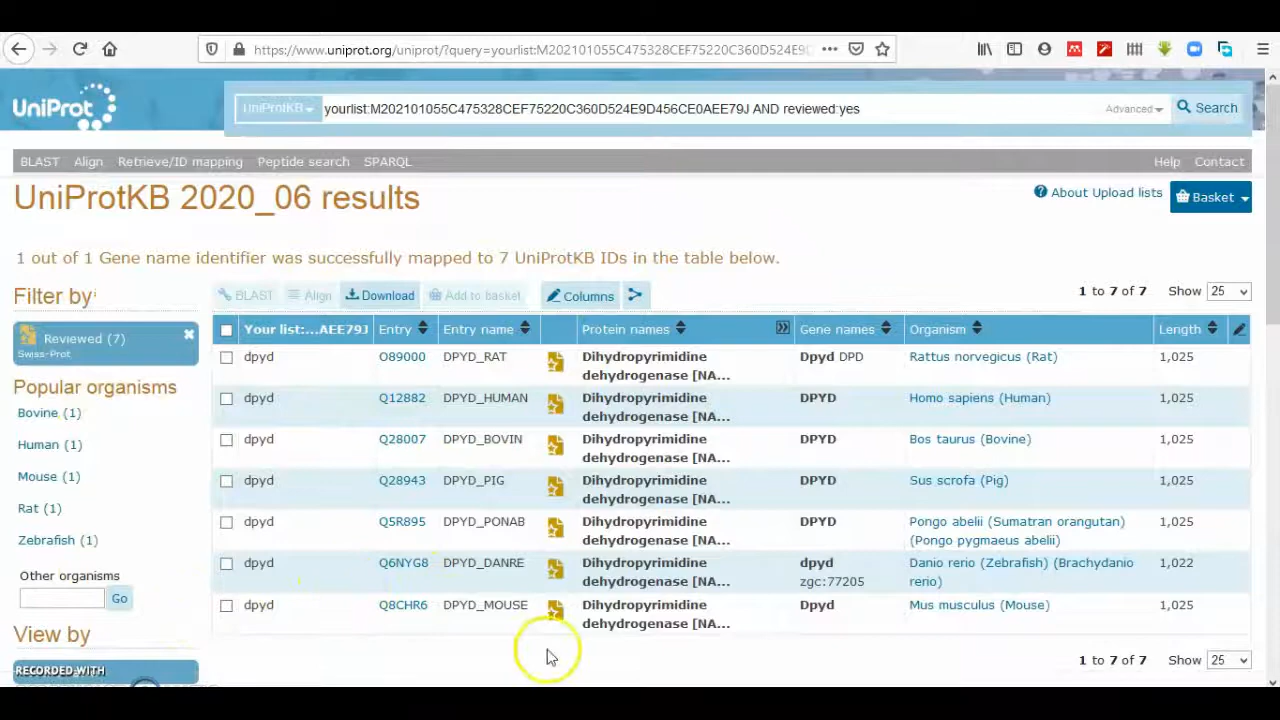 https://www.uniprot.org/uniprot/?query=yourlist:M202101055C475328CEF75220C360D524E9D
UniProt
UniProtKB yourlist:M202101055C475328CEF75220C360D524E9D456CE0AEE79J AND reviewed:yes Advanced Search
BLAST Align Retrieve/ID mapping Peptide search SPARQL Help Contact
UniProtKB 2020_06 results
About Upload lists Basket
1 out of 1 Gene name identifier was successfully mapped to 7 UniProtKB IDs in the table below.
Filter by
BLAST Align Download Add to basket Columns 1 to 7 of 7 Show 25
Reviewed (7)
Swiss-Prot
Popular organisms
Bovine (1)
Human (1)
Mouse (1)
Rat (1)
Zebrafish (1)
Other organisms
Go
View by
RECORDED WITH
Your list:...AEE79J Entry Entry name Protein names Gene names Organism Length
dpyd O89000 DPYD_RAT Dihydropyrimidine Dpyd DPD Rattus norvegicus (Rat) 1,025
dehydrogenase [NA...
dpyd Q12882 DPYD_HUMAN Dihydropyrimidine DPYD Homo sapiens (Human) 1,025
dehydrogenase [NA...
dpyd Q28007 DPYD_BOVIN Dihydropyrimidine DPYD Bos taurus (Bovine) 1,025
dehydrogenase [NA...
dpyd Q28943 DPYD_PIG Dihydropyrimidine DPYD Sus scrofa (Pig) 1,025
dehydrogenase [NA...
dpyd Q5R895 DPYD_PONAB Dihydropyrimidine DPYD Pongo abelii (Sumatran orangutan) 1,025
dehydrogenase [NA... (Pongo pygmaeus abelii)
dpyd Q6NYG8 DPYD_DANRE Dihydropyrimidine dpyd Danio rerio (Zebrafish) (Brachydanio 1,022
dehydrogenase [NA... zgc:77205 rerio)
dpyd Q8CHR6 DPYD_MOUSE Dihydropyrimidine Dpyd Mus musculus (Mouse) 1,025
dehydrogenase [NA...
1 to 7 of 7 Show 25